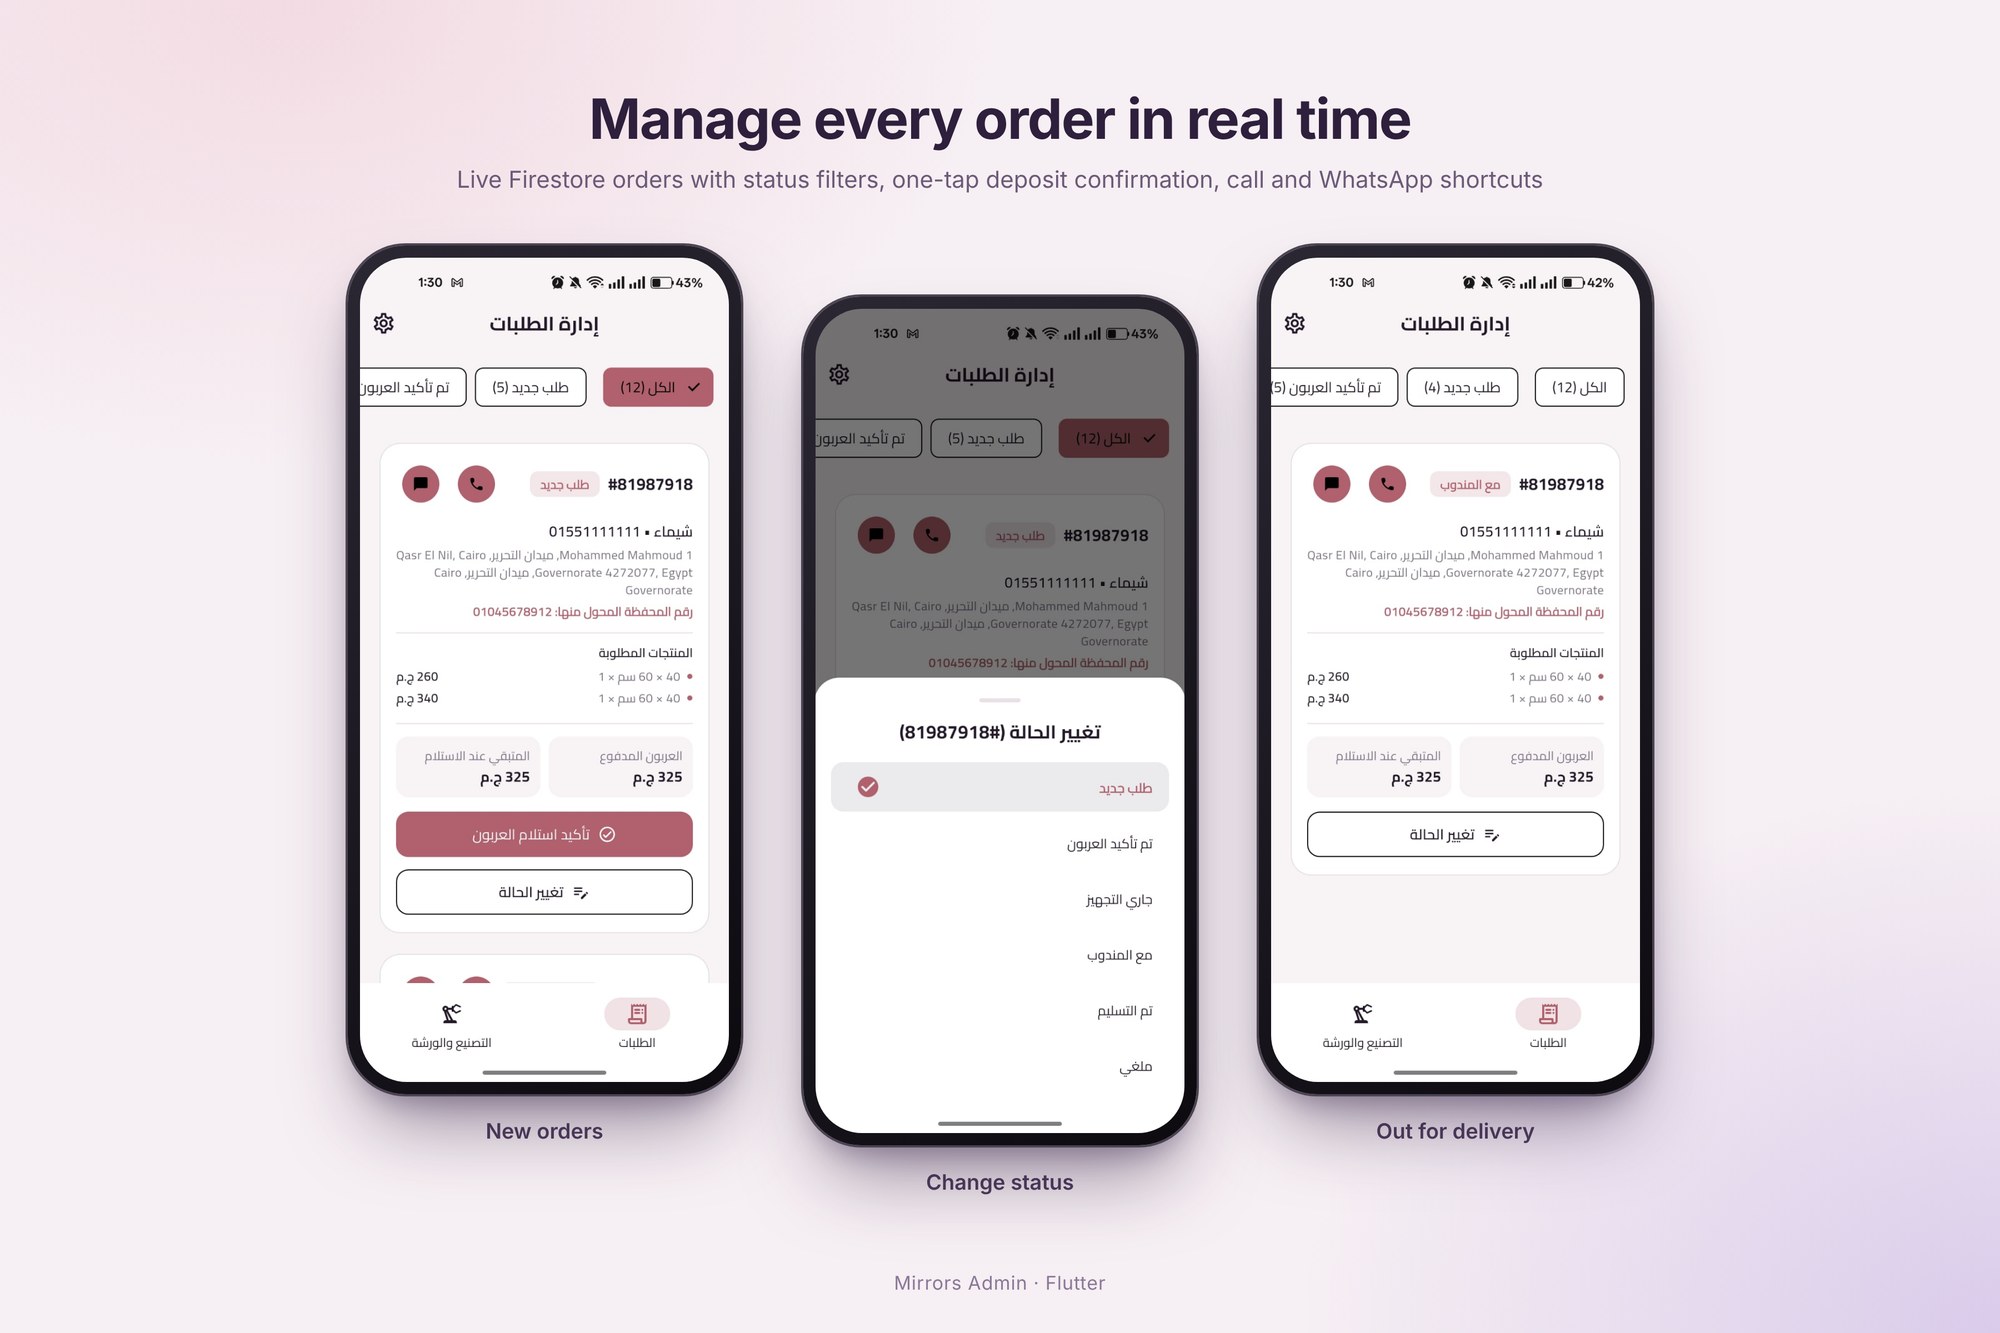 Manage every order in real time
Live Firestore orders with status filters, one-tap deposit confirmation, call and WhatsApp shortcuts
1:30 43%
إدارة الطلبات
الكل (12) طلب جديد (5) تم تأكيد العربون
#81987918 طلب جديد
شيماء • 01551111111
1 Mohammed Mahmoud, ميدان التحرير, Qasr El Nil, Cairo
Governorate 4272077, Egypt, ميدان التحرير, Cairo
Governorate
رقم المحفظة المحول منها: 01045678912
المنتجات المطلوبة
40 × 60 سم × 1 260 ج.م
40 × 60 سم × 1 340 ج.م
العربون المدفوع المتبقي عند الاستلام
325 ج.م 325 ج.م
تأكيد استلام العربون
تغيير الحالة
الطلبات التصنيع والورشة
New orders
1:30 43%
إدارة الطلبات
الكل (12) طلب جديد (5) تم تأكيد العربون
#81987918 طلب جديد
شيماء • 01551111111
1 Mohammed Mahmoud, ميدان التحرير, Qasr El Nil, Cairo
Governorate 4272077, Egypt, ميدان التحرير, Cairo
Governorate
رقم المحفظة المحول منها: 01045678912
تغيير الحالة (#81987918)
طلب جديد
تم تأكيد العربون
جاري التجهيز
مع المندوب
تم التسليم
ملغي
Change status
1:30 42%
إدارة الطلبات
الكل (12) طلب جديد (4) تم تأكيد العربون (5)
#81987918 مع المندوب
شيماء • 01551111111
1 Mohammed Mahmoud, ميدان التحرير, Qasr El Nil, Cairo
Governorate 4272077, Egypt, ميدان التحرير, Cairo
Governorate
رقم المحفظة المحول منها: 01045678912
المنتجات المطلوبة
40 × 60 سم × 1 260 ج.م
40 × 60 سم × 1 340 ج.م
العربون المدفوع المتبقي عند الاستلام
325 ج.م 325 ج.م
تغيير الحالة
الطلبات التصنيع والورشة
Out for delivery
Mirrors Admin · Flutter